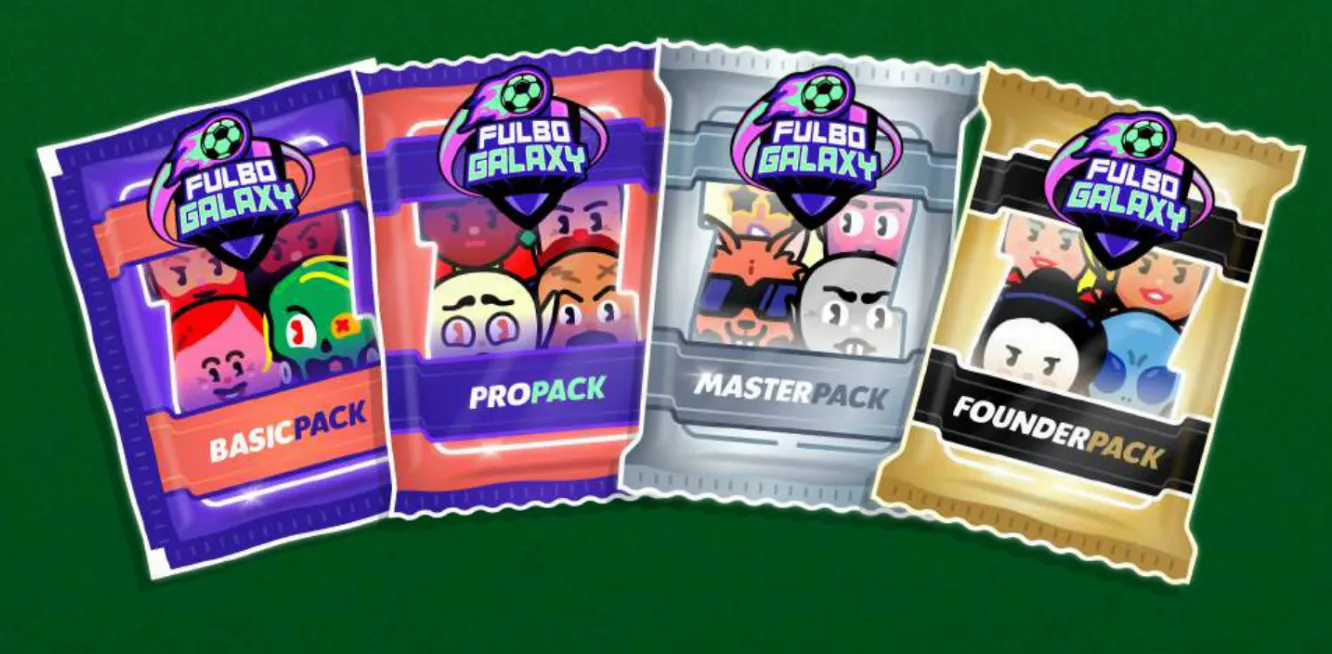 FULBO
GALAXY
BASICPACK
FULBO
GALAXY
PROPACK
FULBO
GALAXY
MASTERPACK
FULBO
GALAXY
FOUNDERPACK